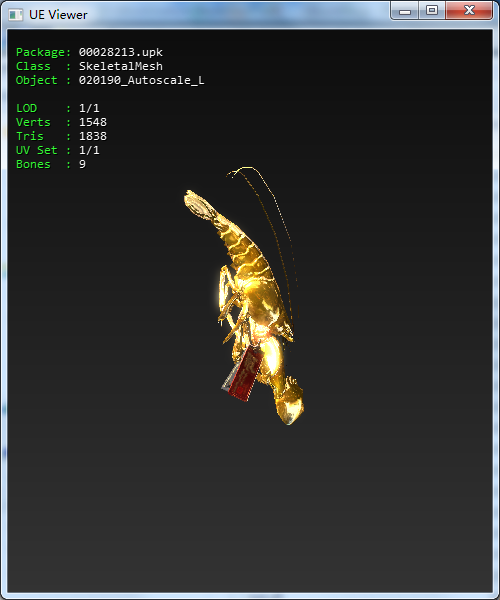 UE Viewer
Package: 00028213.upk
Class  : SkeletalMesh
Object : 020190_Autoscale_L
LOD    : 1/1
Verts  : 1548
Tris   : 1838
UV Set : 1/1
Bones  : 9